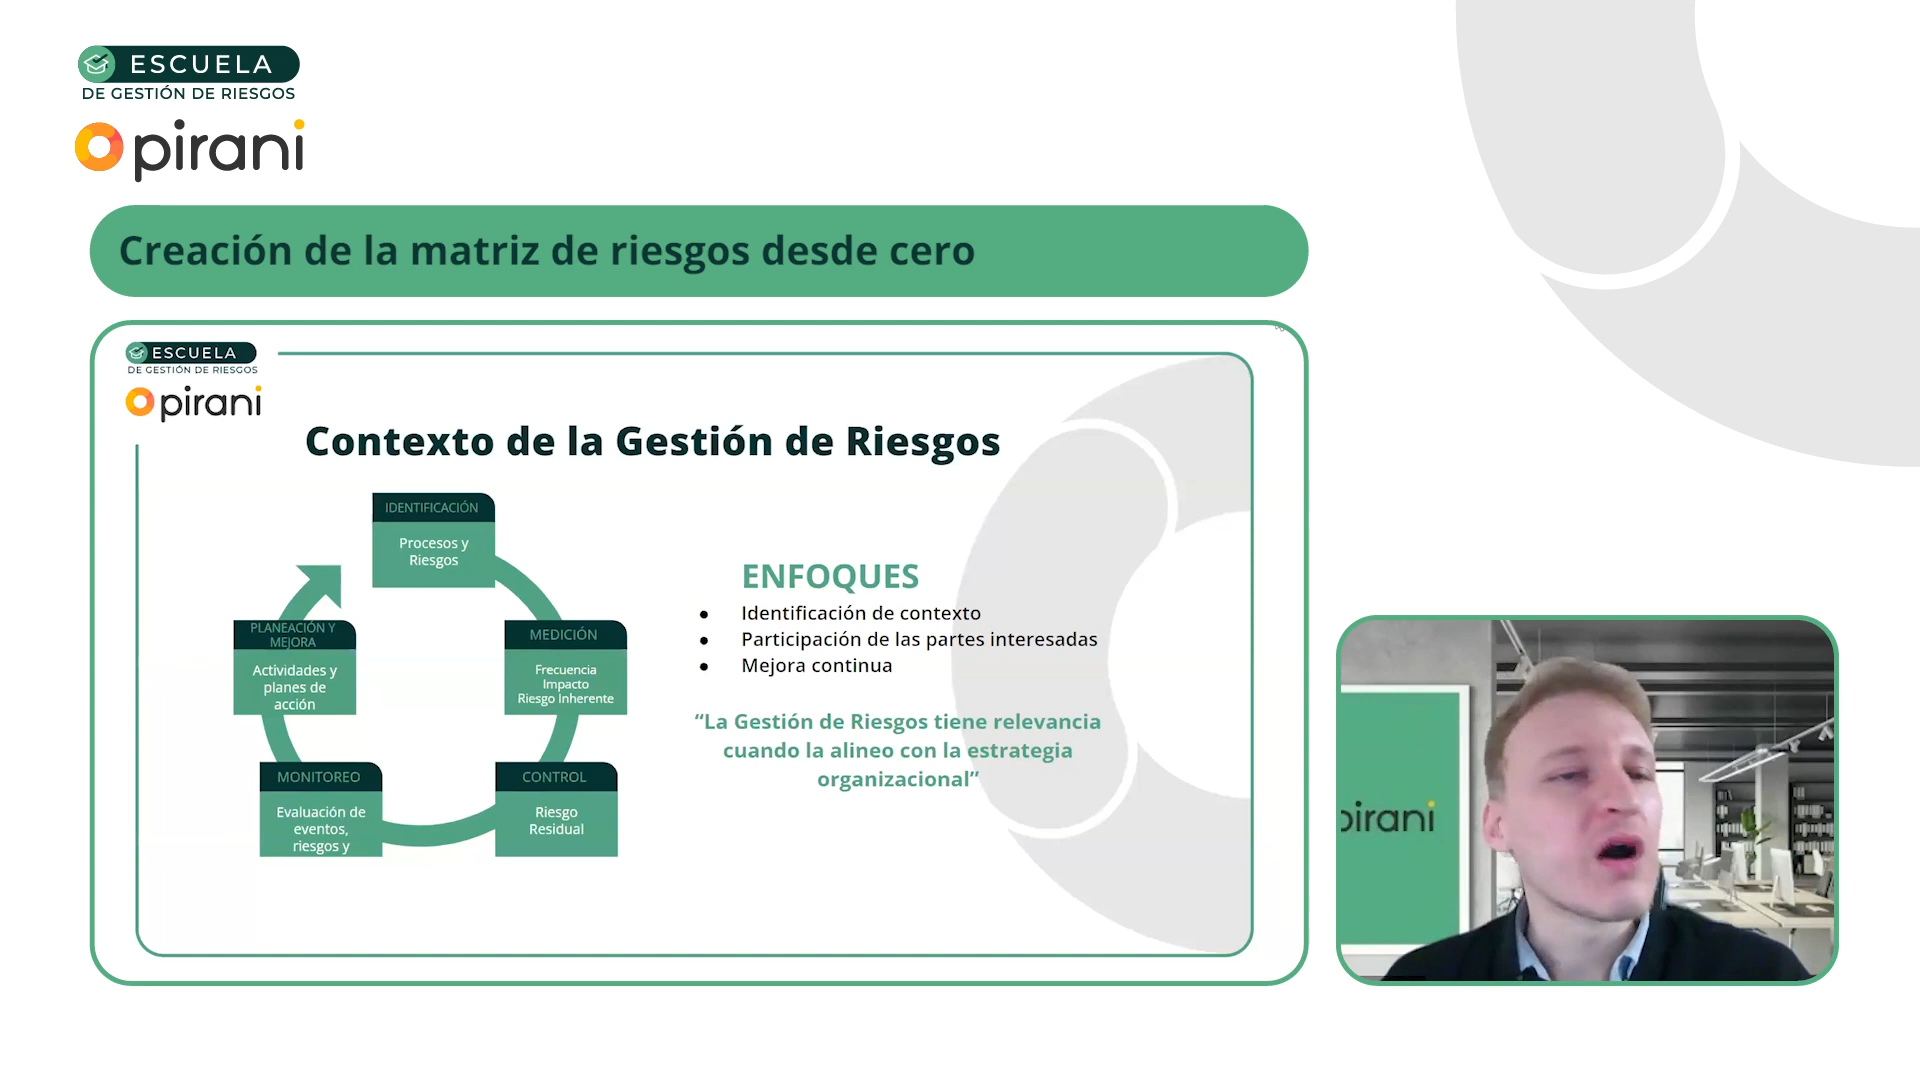 ESCUELA
DE GESTIÓN DE RIESGOS
pirani
Creación de la matriz de riesgos desde cero
ESCUELA
DE GESTIÓN DE RIESGOS
pirani
Contexto de la Gestión de Riesgos
IDENTIFICACIÓN
Procesos y
Riesgos
PLANEACIÓN Y
MEJORA
Actividades y
planes de
acción
MEDICIÓN
Frecuencia
Impacto
Riesgo Inherente
MONITOREO
Evaluación de
eventos,
riesgos y
CONTROL
Riesgo
Residual
ENFOQUES
● Identificación de contexto
● Participación de las partes interesadas
● Mejora continua
“La Gestión de Riesgos tiene relevancia
cuando la alineo con la estrategia
organizacional”
pirani